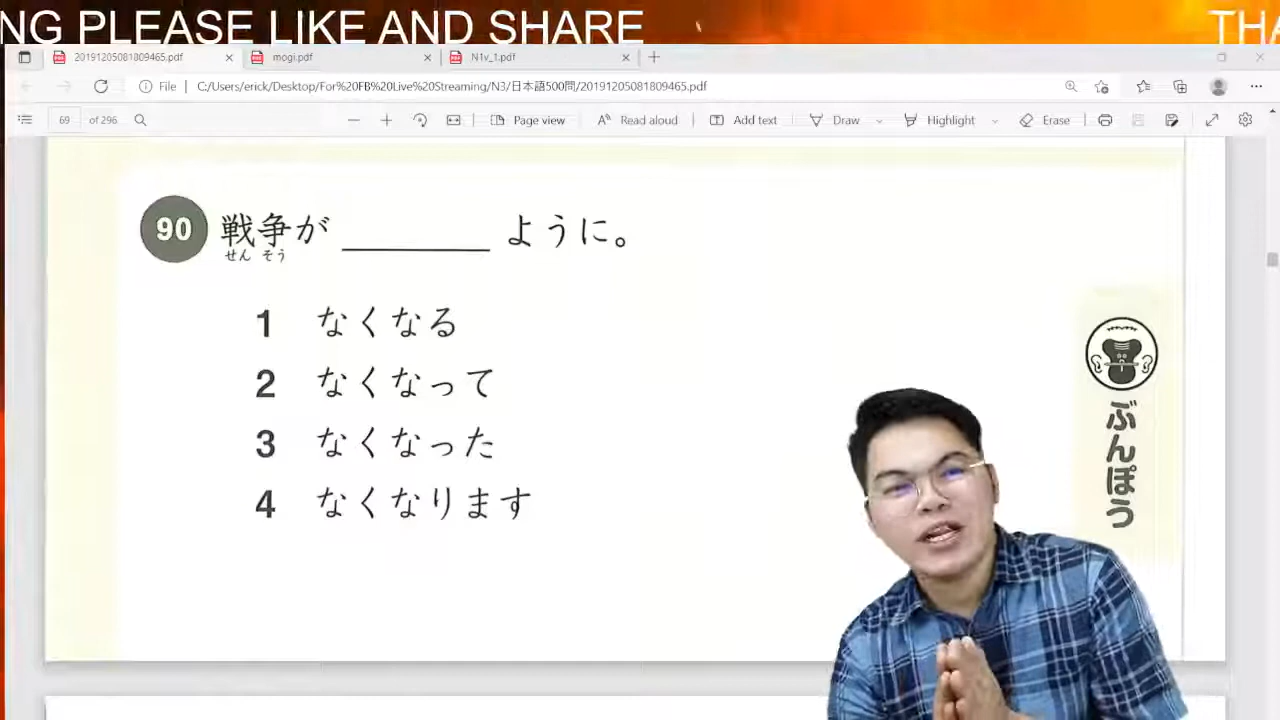 NG PLEASE LIKE AND SHARE THA
20191205081809465.pdf mogi.pdf N1v_1.pdf
File C:/Users/erick/Desktop/For%20FB%20Live%20Streaming/N3/日本語500問/20191205081809465.pdf
69 of 296 Page view Read aloud Add text Draw Highlight Erase
90 戦争が ________ ように。
せん そう
1 なくなる
2 なくなって
3 なくなった
4 なくなります
ぶんぽう